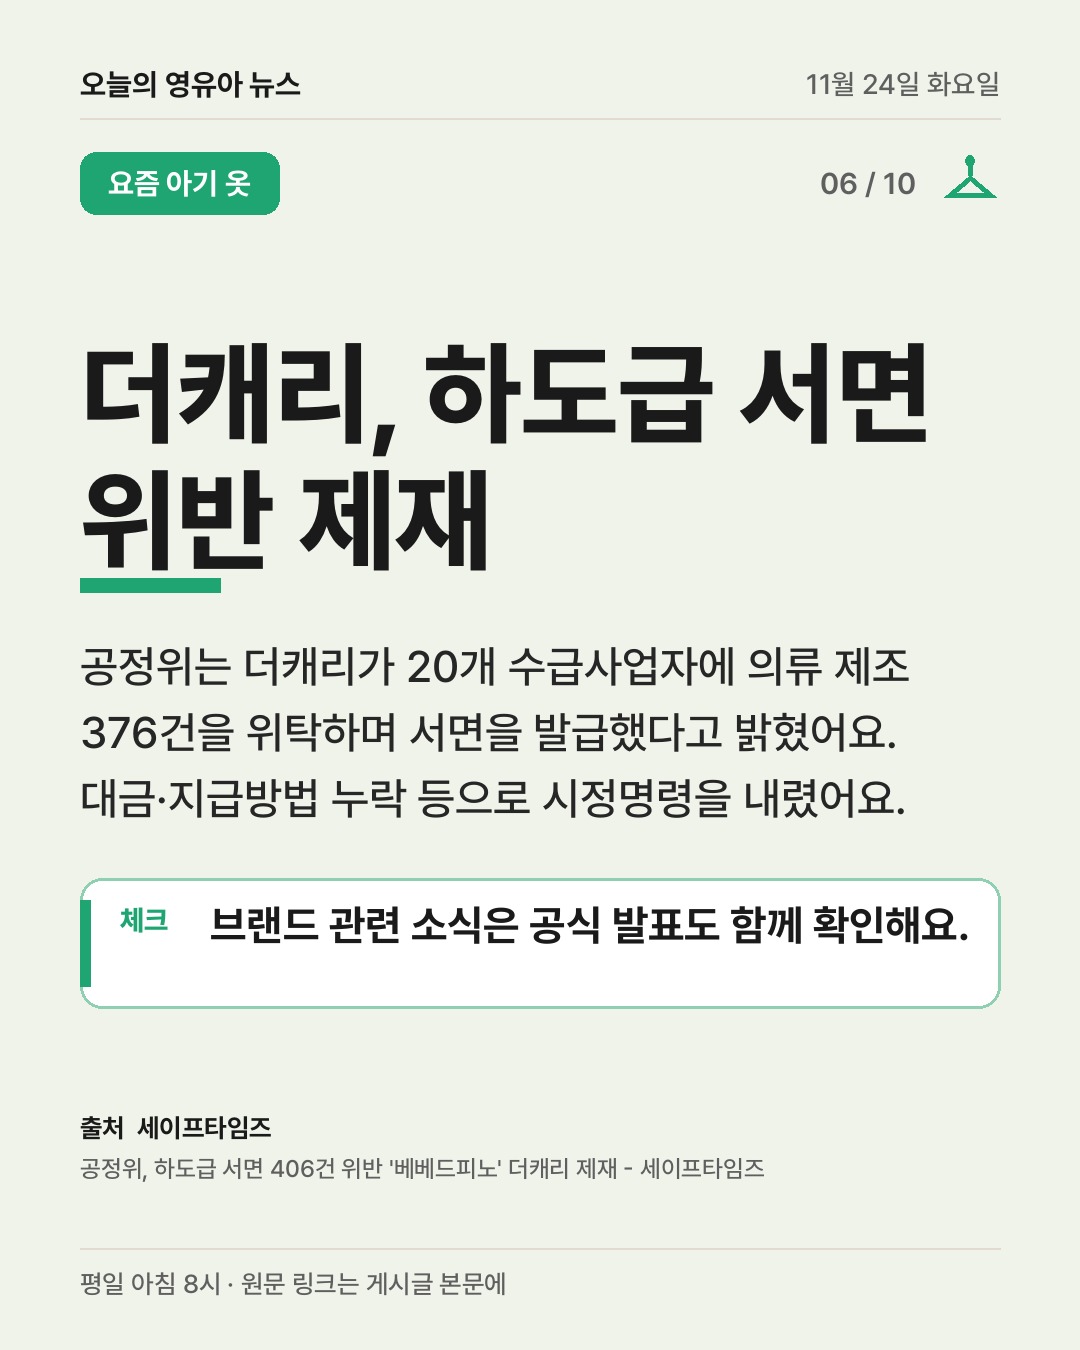 오늘의 영유아 뉴스
11월 24일 화요일
요즘 아기 옷
06 / 10
더캐리, 하도급 서면
위반 제재
공정위는 더캐리가 20개 수급사업자에 의류 제조
376건을 위탁하며 서면을 발급했다고 밝혔어요.
대금·지급방법 누락 등으로 시정명령을 내렸어요.
체크 브랜드 관련 소식은 공식 발표도 함께 확인해요.
출처 세이프타임즈
공정위, 하도급 서면 406건 위반 '베베드피노' 더캐리 제재 - 세이프타임즈
평일 아침 8시 · 원문 링크는 게시글 본문에